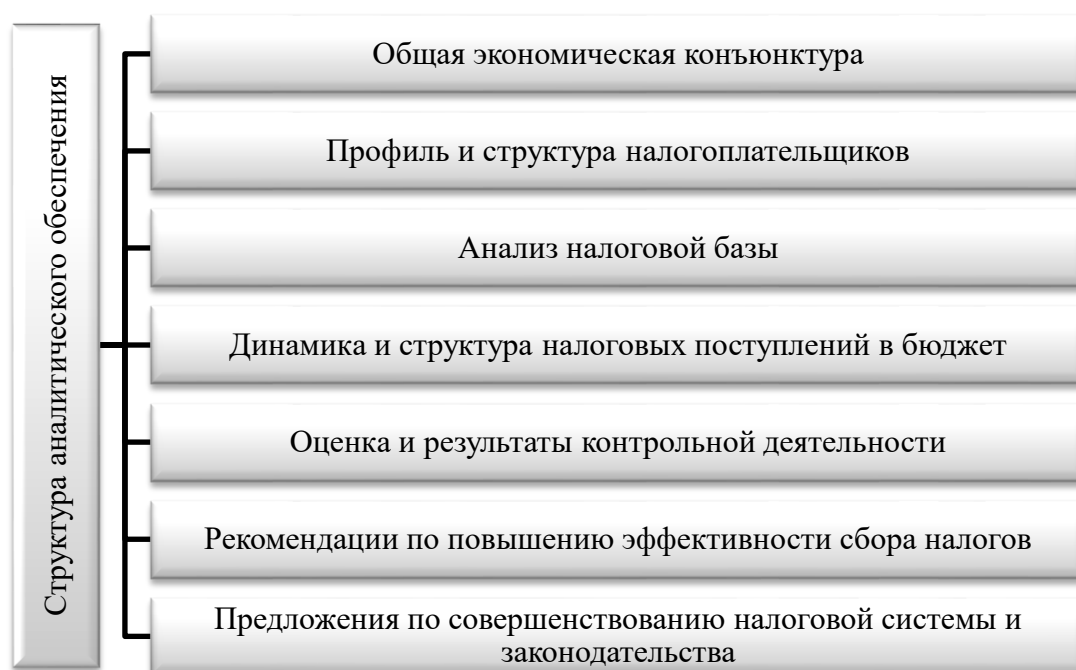 Структура аналитического обеспечения
Общая экономическая конъюнктура
Профиль и структура налогоплательщиков
Анализ налоговой базы
Динамика и структура налоговых поступлений в бюджет
Оценка и результаты контрольной деятельности
Рекомендации по повышению эффективности сбора налогов
Предложения по совершенствованию налоговой системы и
законодательства